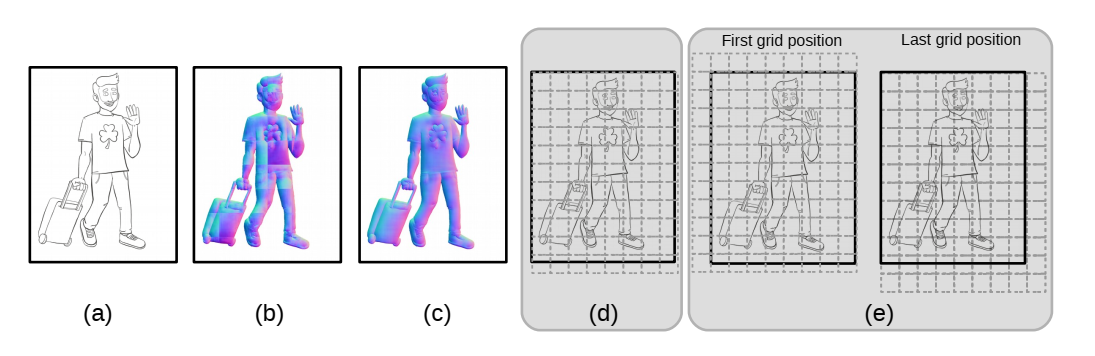 First grid position
Last grid position
(a)
(b)
(c)
(d)
(e)